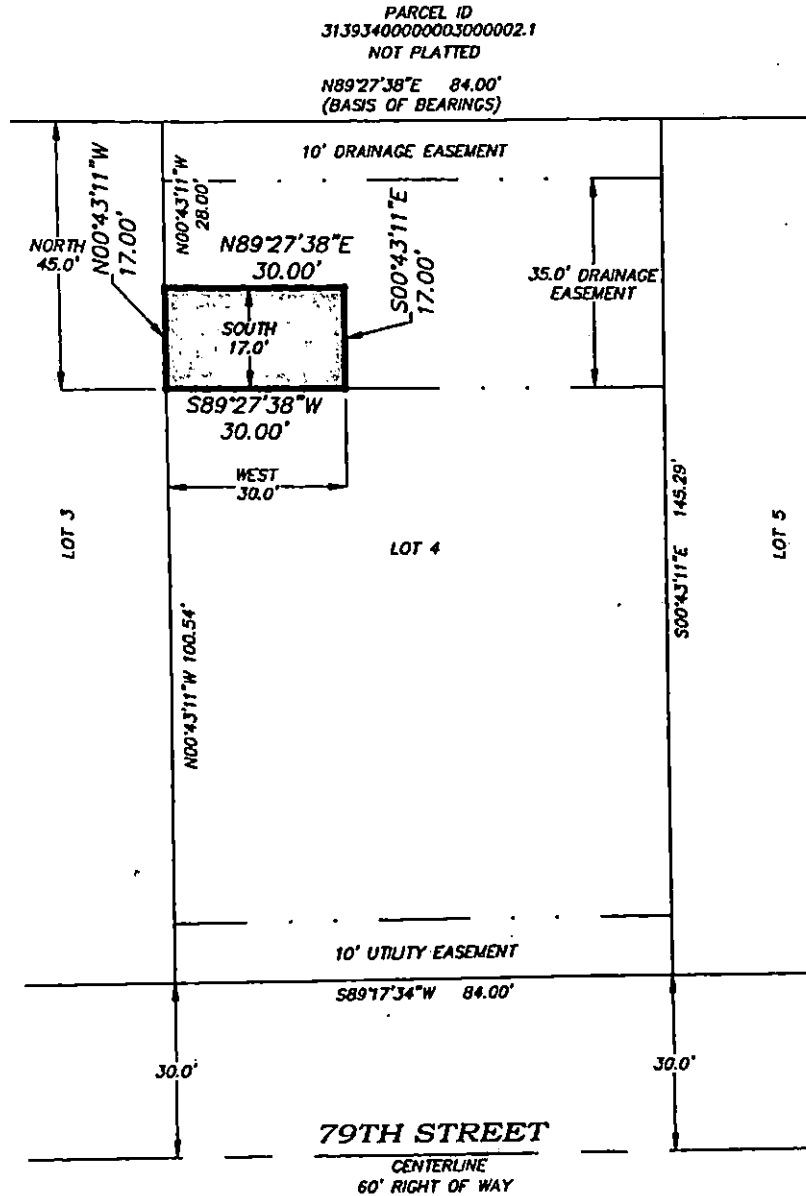 PARCEL ID
31393400000003000002.1
NOT PLATTED
N89°27'38"E 84.00'
(BASIS OF BEARINGS)
10' DRAINAGE EASEMENT
NORTH
45.0'
N00°43'11"W
17.00'
N00°43'11"W
28.00'
N89°27'38"E
30.00'
S00°43'11"E
17.00'
35.0' DRAINAGE
EASEMENT
SOUTH
17.0'
S89°27'38"W
30.00'
WEST
30.0'
LOT 3
LOT 4
S00°43'11"E 145.29'
LOT 5
N00°43'11"W 100.54'
10' UTILITY EASEMENT
S89°17'34"W 84.00'
30.0'
30.0'
79TH STREET
CENTERLINE
60' RIGHT OF WAY